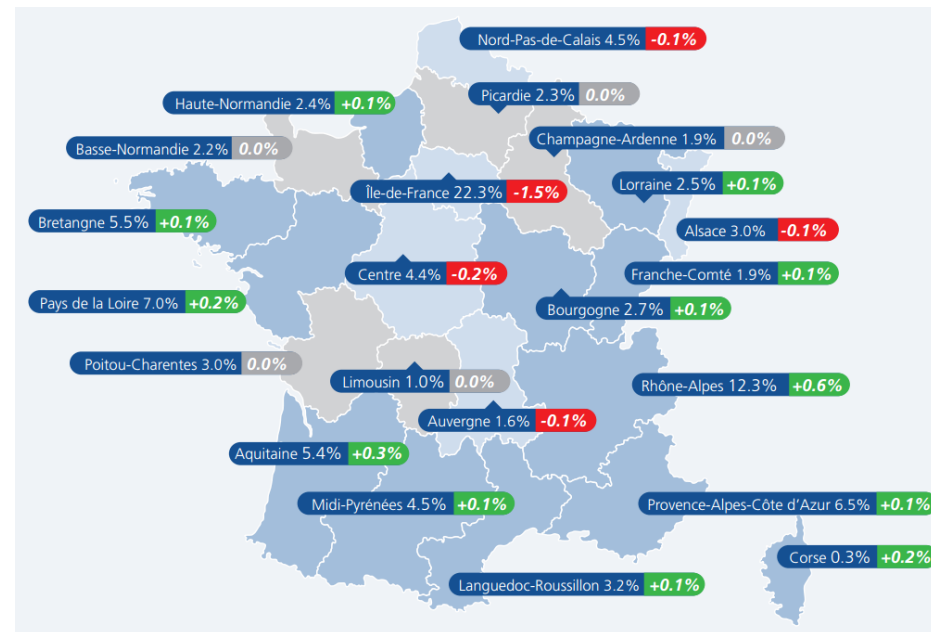 Nord-Pas-de-Calais 4.5% -0.1%
Picardie 2.3% 0.0%
Haute-Normandie 2.4% +0.1%
Champagne-Ardenne 1.9% 0.0%
Basse-Normandie 2.2% 0.0%
Île-de-France 22.3% -1.5%
Lorraine 2.5% +0.1%
Bretangne 5.5% +0.1%
Alsace 3.0% -0.1%
Centre 4.4% -0.2%
Franche-Comté 1.9% +0.1%
Pays de la Loire 7.0% +0.2%
Bourgogne 2.7% +0.1%
Poitou-Charentes 3.0% 0.0%
Limousin 1.0% 0.0%
Rhône-Alpes 12.3% +0.6%
Auvergne 1.6% -0.1%
Aquitaine 5.4% +0.3%
Midi-Pyrénées 4.5% +0.1%
Provence-Alpes-Côte d'Azur 6.5% +0.1%
Corse 0.3% +0.2%
Languedoc-Roussillon 3.2% +0.1%